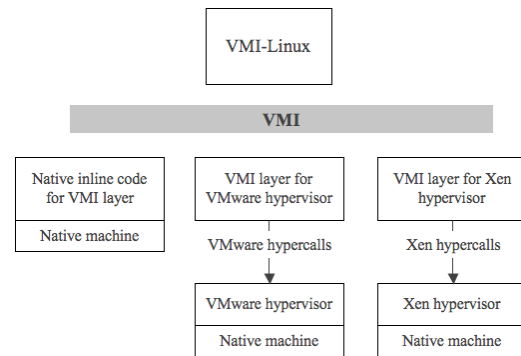 VMI-Linux
VMI
Native inline code
for VMI layer
Native machine
VMI layer for
VMware hypervisor
VMware hypercalls
VMware hypervisor
Native machine
VMI layer for Xen
hypervisor
Xen hypercalls
Xen hypervisor
Native machine